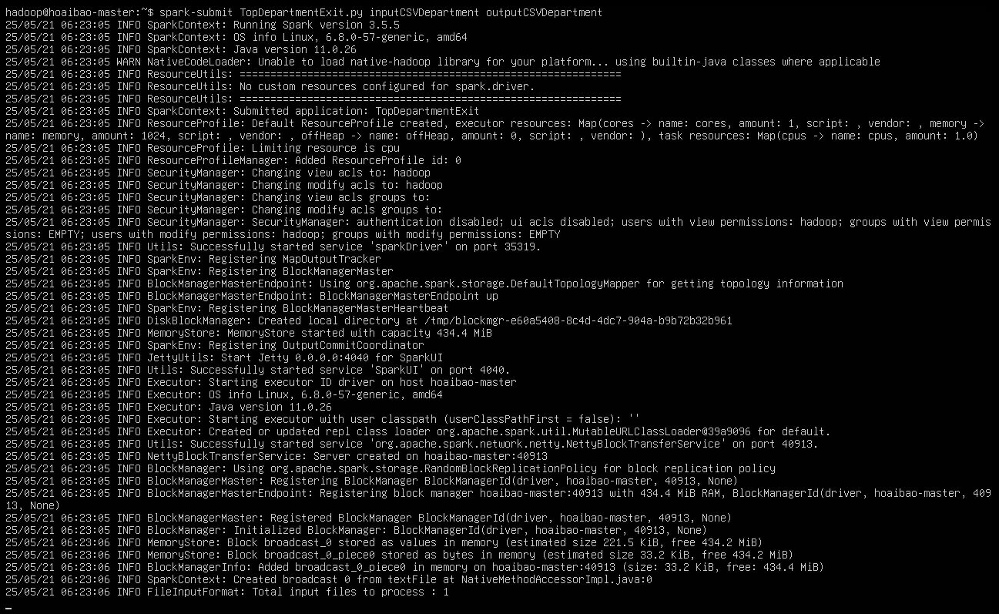 hadoop@hoaibao-master:~$ spark-submit TopDepartmentExit.py inputCSVDepartment outputCSVDepartment
25/05/21 06:23:05 INFO SparkContext: Running Spark version 3.5.5
25/05/21 06:23:05 INFO SparkContext: OS info Linux, 6.8.0-57-generic, amd64
25/05/21 06:23:05 INFO SparkContext: Java version 11.0.26
25/05/21 06:23:05 WARN NativeCodeLoader: Unable to load native-hadoop library for your platform... using builtin-java classes where applicable
25/05/21 06:23:05 INFO ResourceUtils: ==============================================================
25/05/21 06:23:05 INFO ResourceUtils: No custom resources configured for spark.driver.
25/05/21 06:23:05 INFO ResourceUtils: ==============================================================
25/05/21 06:23:05 INFO SparkContext: Submitted application: TopDepartmentExit
25/05/21 06:23:05 INFO ResourceProfile: Default ResourceProfile created, executor resources: Map(cores -> name: cores, amount: 1, script: , vendor: , memory ->
name: memory, amount: 1024, script: , vendor: , offHeap -> name: offHeap, amount: 0, script: , vendor: ), task resources: Map(cpus -> name: cpus, amount: 1.0)
25/05/21 06:23:05 INFO ResourceProfile: Limiting resource is cpu
25/05/21 06:23:05 INFO ResourceProfileManager: Added ResourceProfile id: 0
25/05/21 06:23:05 INFO SecurityManager: Changing view acls to: hadoop
25/05/21 06:23:05 INFO SecurityManager: Changing modify acls to: hadoop
25/05/21 06:23:05 INFO SecurityManager: Changing view acls groups to:
25/05/21 06:23:05 INFO SecurityManager: Changing modify acls groups to:
25/05/21 06:23:05 INFO SecurityManager: SecurityManager: authentication disabled; ui acls disabled; users with view permissions: hadoop; groups with view permis
sions: EMPTY; users with modify permissions: hadoop; groups with modify permissions: EMPTY
25/05/21 06:23:05 INFO Utils: Successfully started service 'sparkDriver' on port 35319.
25/05/21 06:23:05 INFO SparkEnv: Registering MapOutputTracker
25/05/21 06:23:05 INFO SparkEnv: Registering BlockManagerMaster
25/05/21 06:23:05 INFO BlockManagerMasterEndpoint: Using org.apache.spark.storage.DefaultTopologyMapper for getting topology information
25/05/21 06:23:05 INFO BlockManagerMasterEndpoint: BlockManagerMasterEndpoint up
25/05/21 06:23:05 INFO SparkEnv: Registering BlockManagerMasterHeartbeat
25/05/21 06:23:05 INFO DiskBlockManager: Created local directory at /tmp/blockmgr-e60a5408-8c4d-4dc7-904a-b9b72b32b961
25/05/21 06:23:05 INFO MemoryStore: MemoryStore started with capacity 434.4 MiB
25/05/21 06:23:05 INFO SparkEnv: Registering OutputCommitCoordinator
25/05/21 06:23:05 INFO JettyUtils: Start Jetty 0.0.0.0:4040 for SparkUI
25/05/21 06:23:05 INFO Utils: Successfully started service 'SparkUI' on port 4040.
25/05/21 06:23:05 INFO Executor: Starting executor ID driver on host hoaibao-master
25/05/21 06:23:05 INFO Executor: OS info Linux, 6.8.0-57-generic, amd64
25/05/21 06:23:05 INFO Executor: Java version 11.0.26
25/05/21 06:23:05 INFO Executor: Starting executor with user classpath (userClassPathFirst = false): ''
25/05/21 06:23:05 INFO Executor: Created or updated repl class loader org.apache.spark.util.MutableURLClassLoader@39a9096 for default.
25/05/21 06:23:05 INFO Utils: Successfully started service 'org.apache.spark.network.netty.NettyBlockTransferService' on port 40913.
25/05/21 06:23:05 INFO NettyBlockTransferService: Server created on hoaibao-master:40913
25/05/21 06:23:05 INFO BlockManager: Using org.apache.spark.storage.RandomBlockReplicationPolicy for block replication policy
25/05/21 06:23:05 INFO BlockManagerMaster: Registering BlockManager BlockManagerId(driver, hoaibao-master, 40913, None)
25/05/21 06:23:05 INFO BlockManagerMasterEndpoint: Registering block manager hoaibao-master:40913 with 434.4 MiB RAM, BlockManagerId(driver, hoaibao-master, 409
13, None)
25/05/21 06:23:05 INFO BlockManagerMaster: Registered BlockManager BlockManagerId(driver, hoaibao-master, 40913, None)
25/05/21 06:23:05 INFO BlockManager: Initialized BlockManager: BlockManagerId(driver, hoaibao-master, 40913, None)
25/05/21 06:23:06 INFO MemoryStore: Block broadcast_0 stored as values in memory (estimated size 221.5 KiB, free 434.2 MiB)
25/05/21 06:23:06 INFO MemoryStore: Block broadcast_0_piece0 stored as bytes in memory (estimated size 33.2 KiB, free 434.2 MiB)
25/05/21 06:23:06 INFO BlockManagerInfo: Added broadcast_0_piece0 in memory on hoaibao-master:40913 (size: 33.2 KiB, free: 434.4 MiB)
25/05/21 06:23:06 INFO SparkContext: Created broadcast 0 from textFile at NativeMethodAccessorImpl.java:0
25/05/21 06:23:06 INFO FileInputFormat: Total input files to process : 1